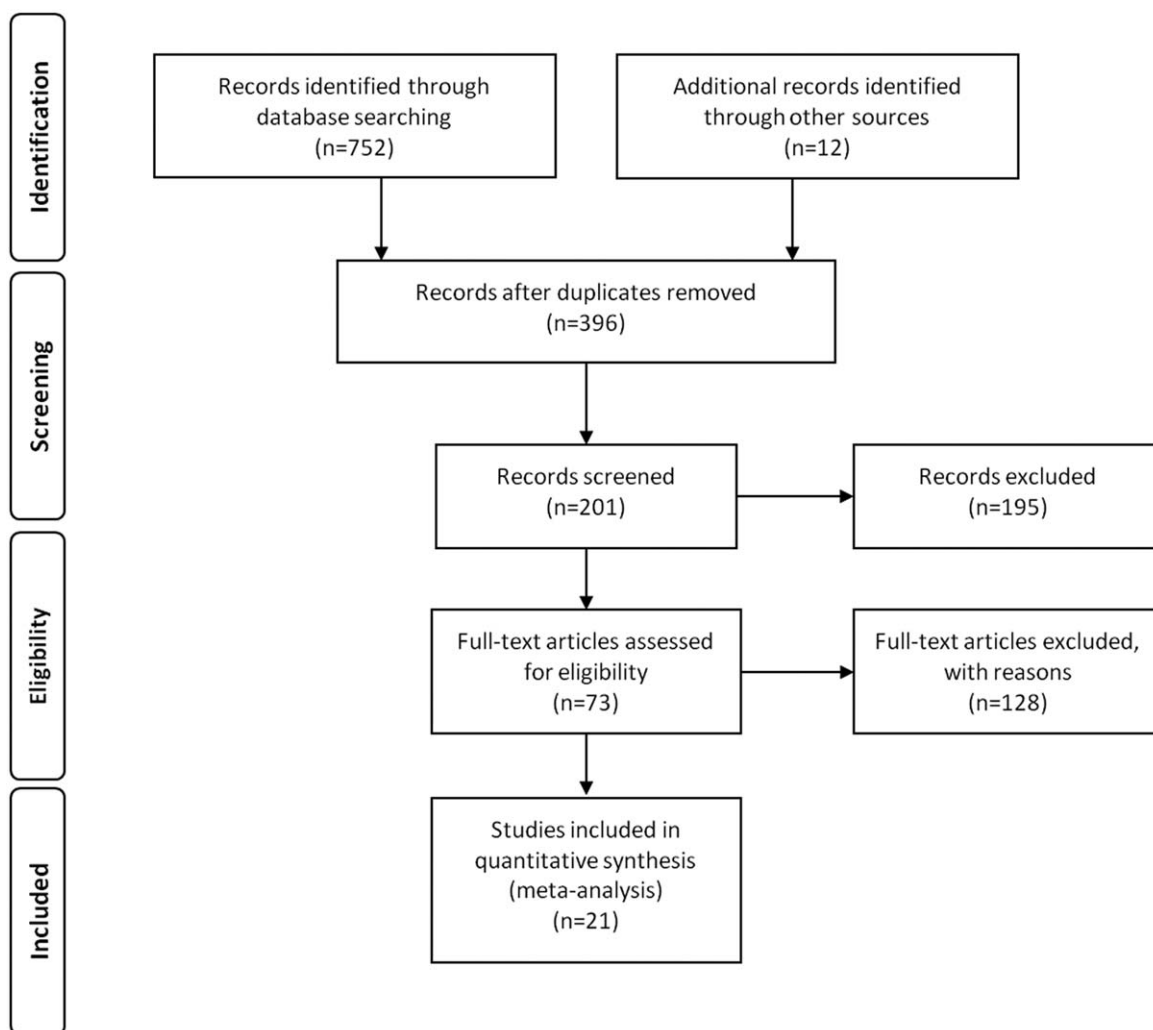 Identification
Records identified through
database searching
(n=752)
Additional records identified
through other sources
(n=12)
Screening
Records after duplicates removed
(n=396)
Records screened
(n=201)
Records excluded
(n=195)
Eligibility
Full-text articles assessed
for eligibility
(n=73)
Full-text articles excluded,
with reasons
(n=128)
Included
Studies included in
quantitative synthesis
(meta-analysis)
(n=21)